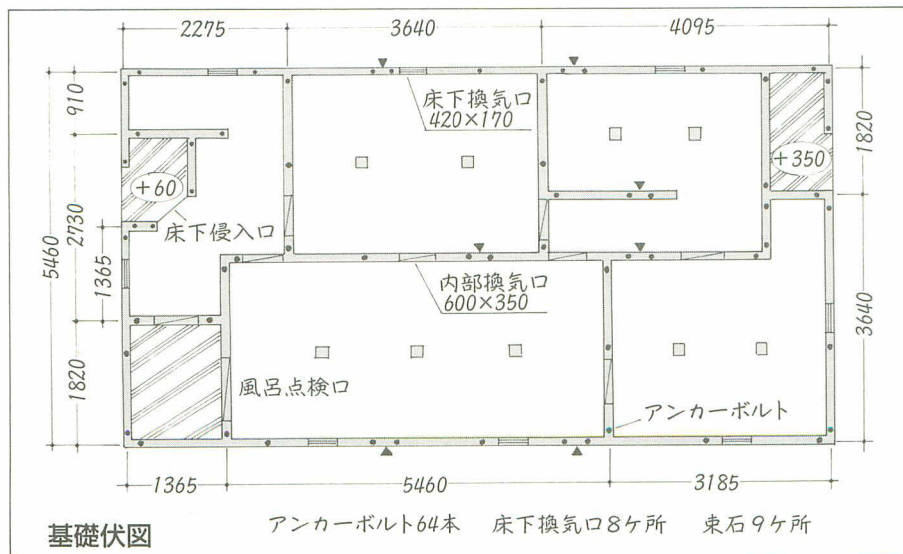 2275 3640 4095
910
2730
5460
1365
1820
床下換気口
420×170
+60
床下侵入口
+350
1820
3640
内部換気口
600×350
風呂点検口
アンカーボルト
1365 5460 3185
基礎伏図 アンカーボルト64本 床下換気口8ケ所 束石9ケ所